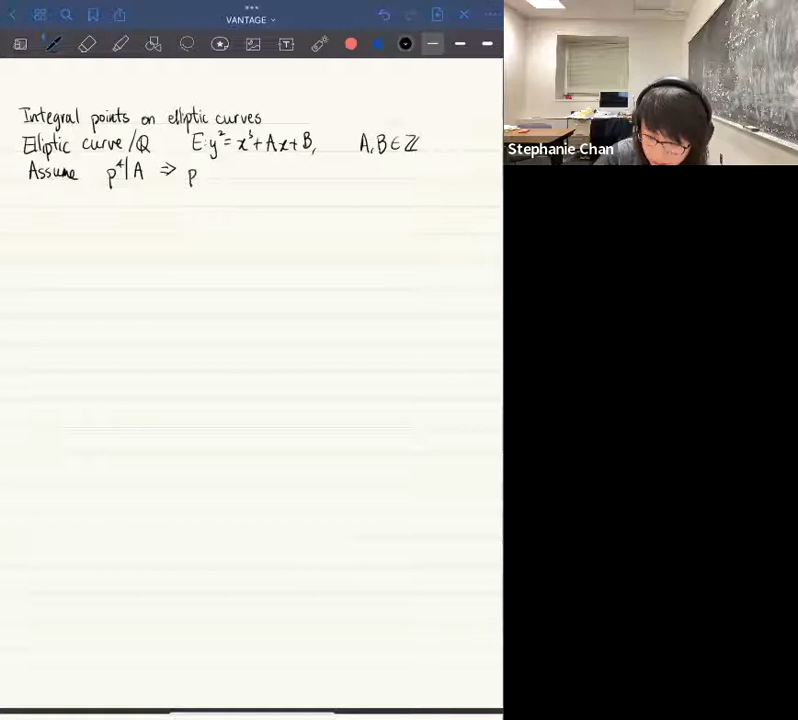 VANTAGE
Integral points on elliptic curves
Elliptic curve/Q E: y² = x³ + Ax + B, A, B ∈ ℤ
Assume p⁴ | A ⇒ p
Stephanie Chan